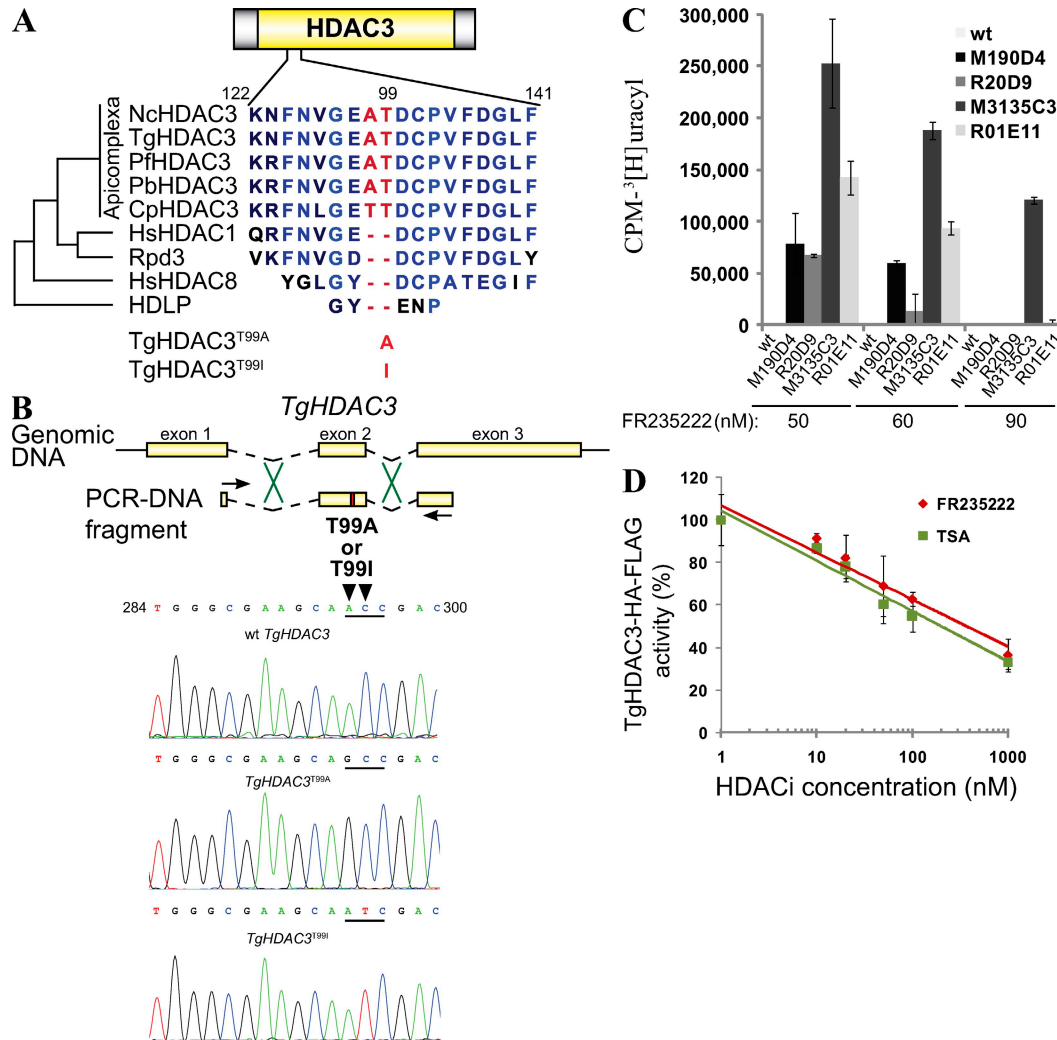 A
HDAC3
122 99 141
Apicomplexa
NcHDAC3 KNFNVGEATDCPVFDGLF
TgHDAC3 KNFNVGEATDCPVFDGLF
PfHDAC3 KRFNVGEATDCPVFDGLF
PbHDAC3 KRFNVGEATDCPVFDGLF
CpHDAC3 KRFNLGETTDCPVFDGLF
HsHDAC1 QRFNVGE--DCPVFDGLF
Rpd3 VKFNVGD--DCPVFDGLY
HsHDAC8 YGLGY--DCPATEGIF
HDLP GY--ENP
TgHDAC3T99A A
TgHDAC3T99I I
B
TgHDAC3
Genomic
DNA
exon 1 exon 2 exon 3
PCR-DNA
fragment
T99A
or
T99I
284 T G G G C G A A G C A A C C G A C 300
wt TgHDAC3
T G G G C G A A G C A G C C G A C
TgHDAC3T99A
T G G G C G A A G C A A T C G A C
TgHDAC3T99I
C
CPM-3[H]uracyl
300,000
250,000
200,000
150,000
100,000
50,000
0
wt
M190D4
R20D9
M3135C3
R01E11
wt M190D4 R20D9 M3135C3 R01E11 wt M190D4 R20D9 M3135C3 R01E11 wt M190D4 R20D9 M3135C3 R01E11
FR235222(nM): 50 60 90
D
TgHDAC3-HA-FLAG
activity (%)
120
100
80
60
40
20
0
FR235222
TSA
1 10 100 1000
HDACi concentration (nM)